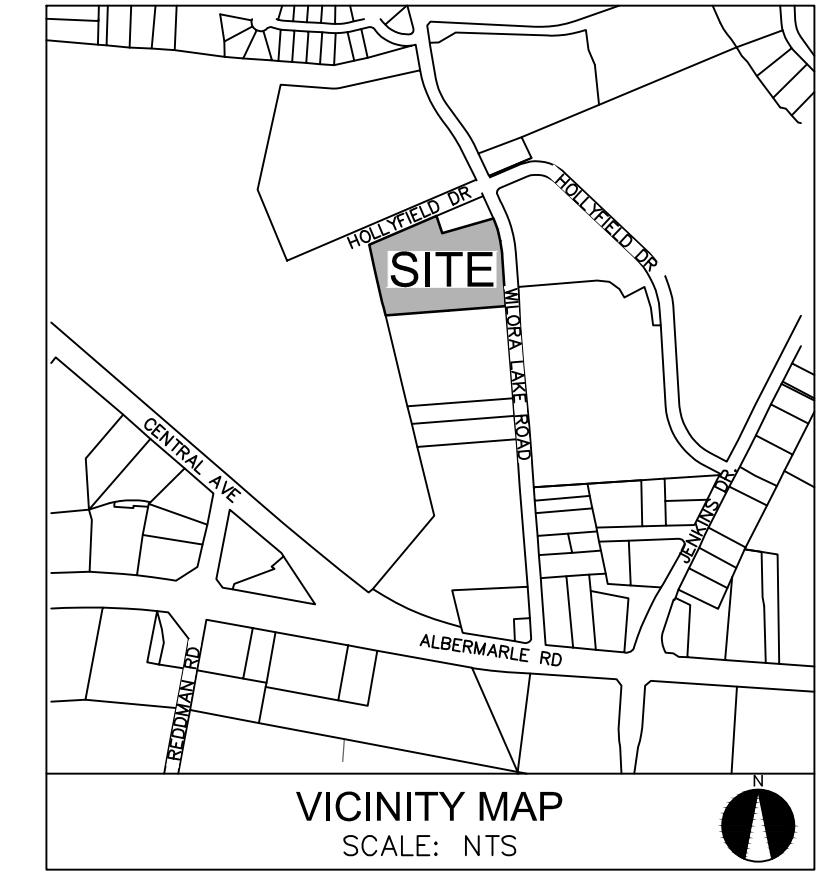 HOLLYFIELD DR
HOLLYFIELD DR
SITE
WILORA LAKE ROAD
CENTRAL AVE
JENKINS DR.
ALBERMARLE RD
REDDMAN RD
VICINITY MAP
SCALE: NTS
N